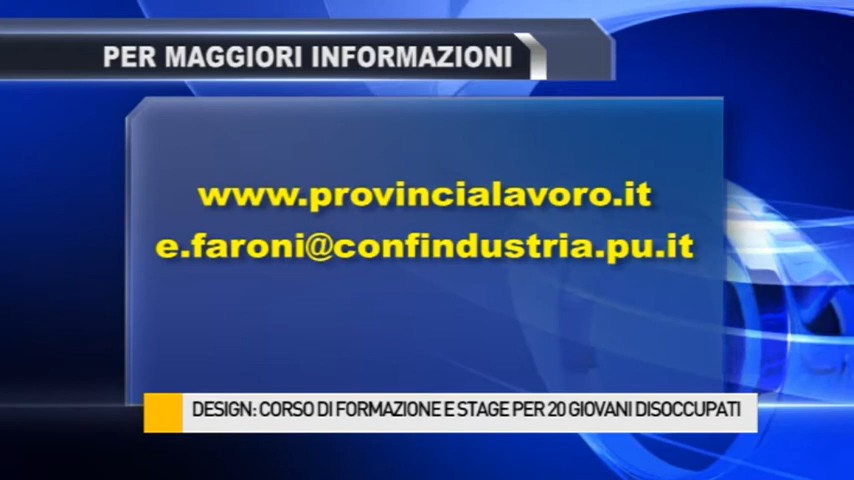 PER MAGGIORI INFORMAZIONI
www.provincialavoro.it
e.faroni@confindustria.pu.it
DESIGN: CORSO DI FORMAZIONE E STAGE PER 20 GIOVANI DISOCCUPATI